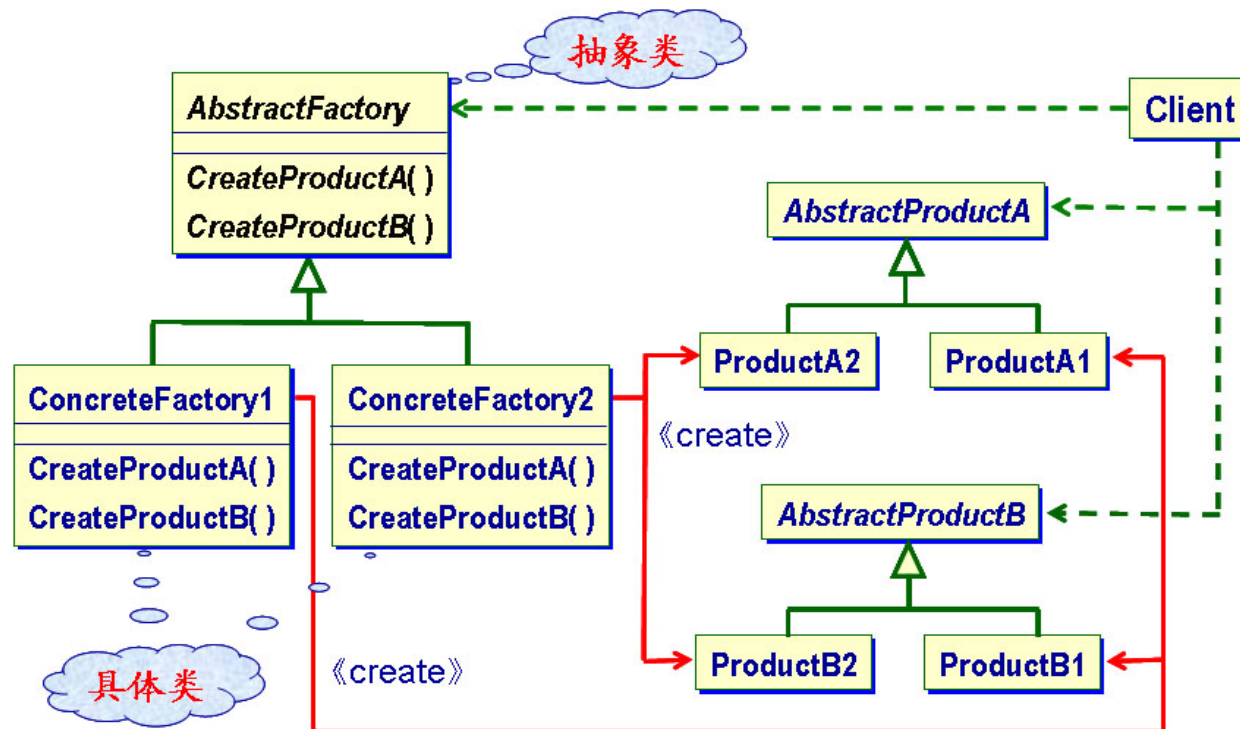 抽象类
AbstractFactory
Client
CreateProductA( )
CreateProductB( )
AbstractProductA
ProductA2
ProductA1
ConcreteFactory1
ConcreteFactory2
《create》
CreateProductA( )
CreateProductA( )
CreateProductB( )
CreateProductB( )
AbstractProductB
ProductB2
ProductB1
《create》
具体类